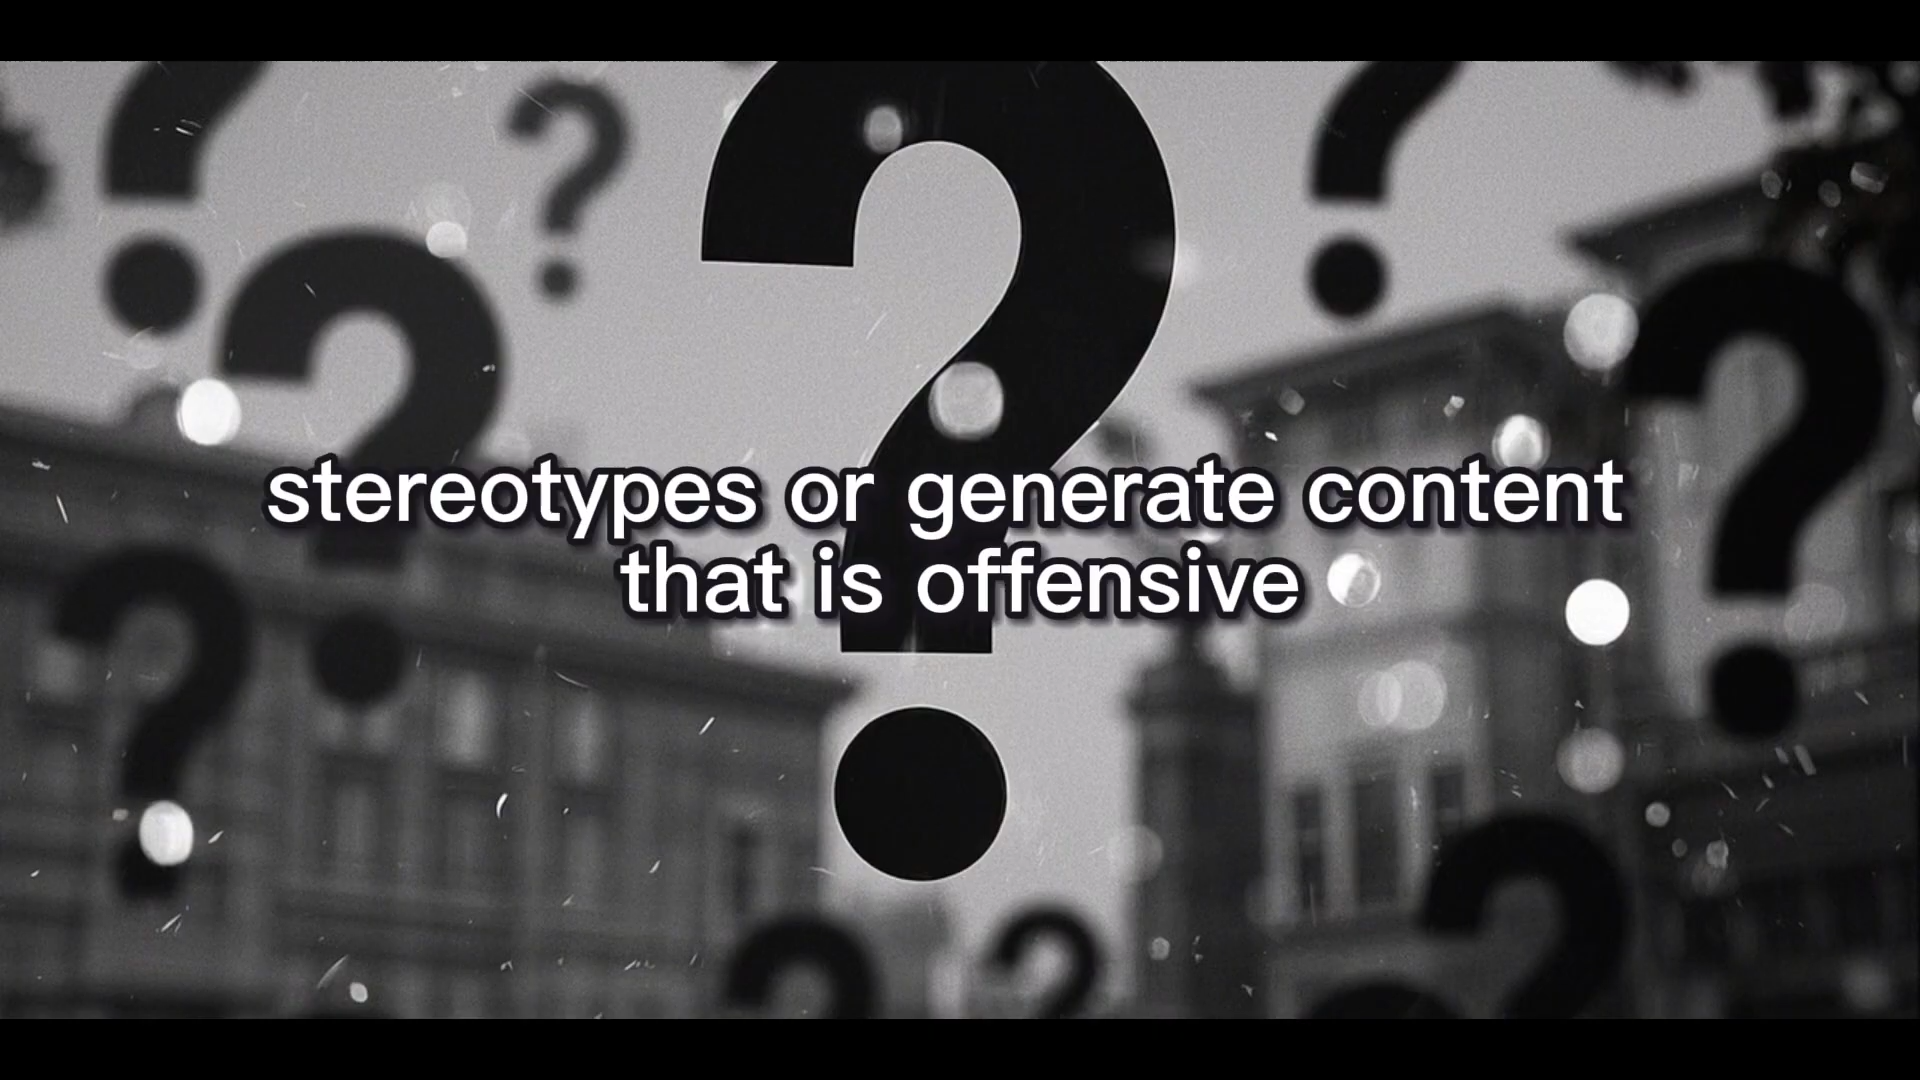 stereotypes or generate content
that is offensive